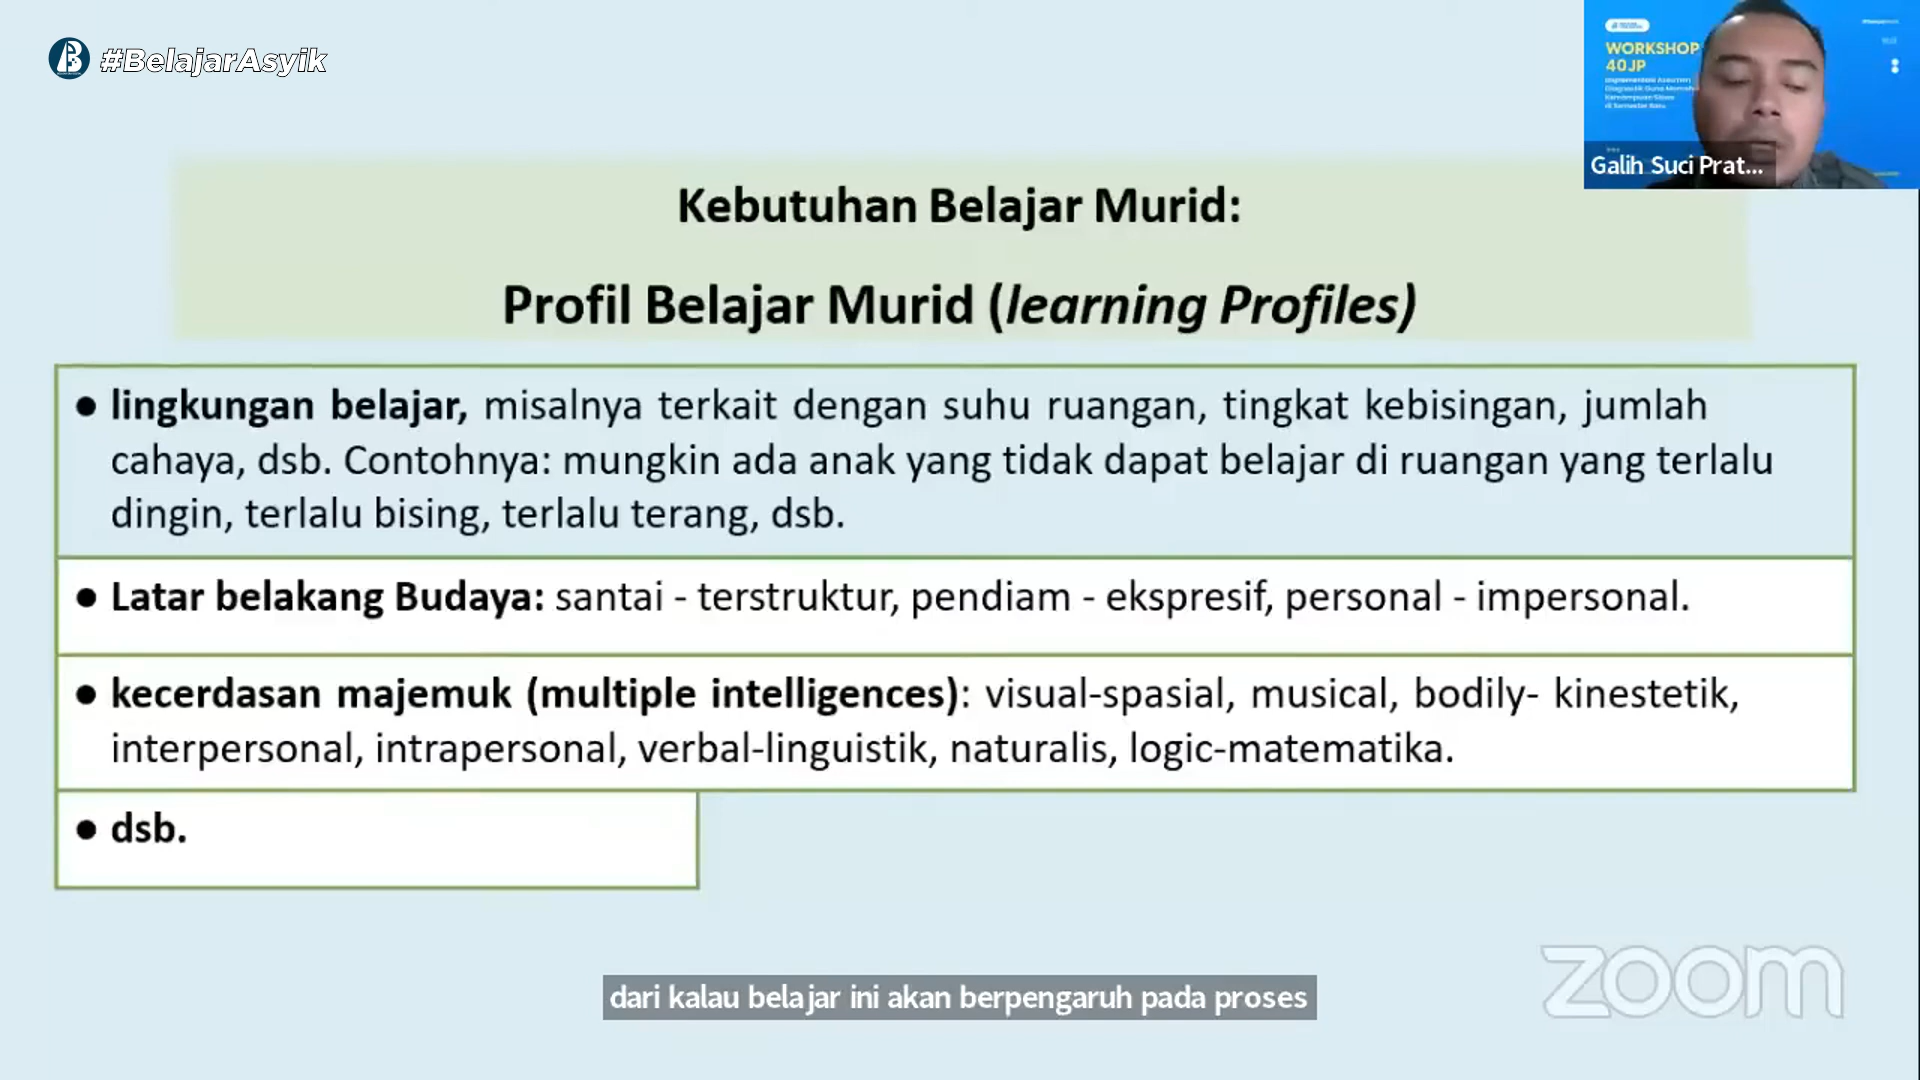 #BelajarAsyik
WORKSHOP
40JP
Galih Suci Prat...
Kebutuhan Belajar Murid:
Profil Belajar Murid (learning Profiles)
● lingkungan belajar, misalnya terkait dengan suhu ruangan, tingkat kebisingan, jumlah
cahaya, dsb. Contohnya: mungkin ada anak yang tidak dapat belajar di ruangan yang terlalu
dingin, terlalu bising, terlalu terang, dsb.
● Latar belakang Budaya: santai - terstruktur, pendiam - ekspresif, personal - impersonal.
● kecerdasan majemuk (multiple intelligences): visual-spasial, musical, bodily- kinestetik,
interpersonal, intrapersonal, verbal-linguistik, naturalis, logic-matematika.
● dsb.
dari kalau belajar ini akan berpengaruh pada proses
zoom